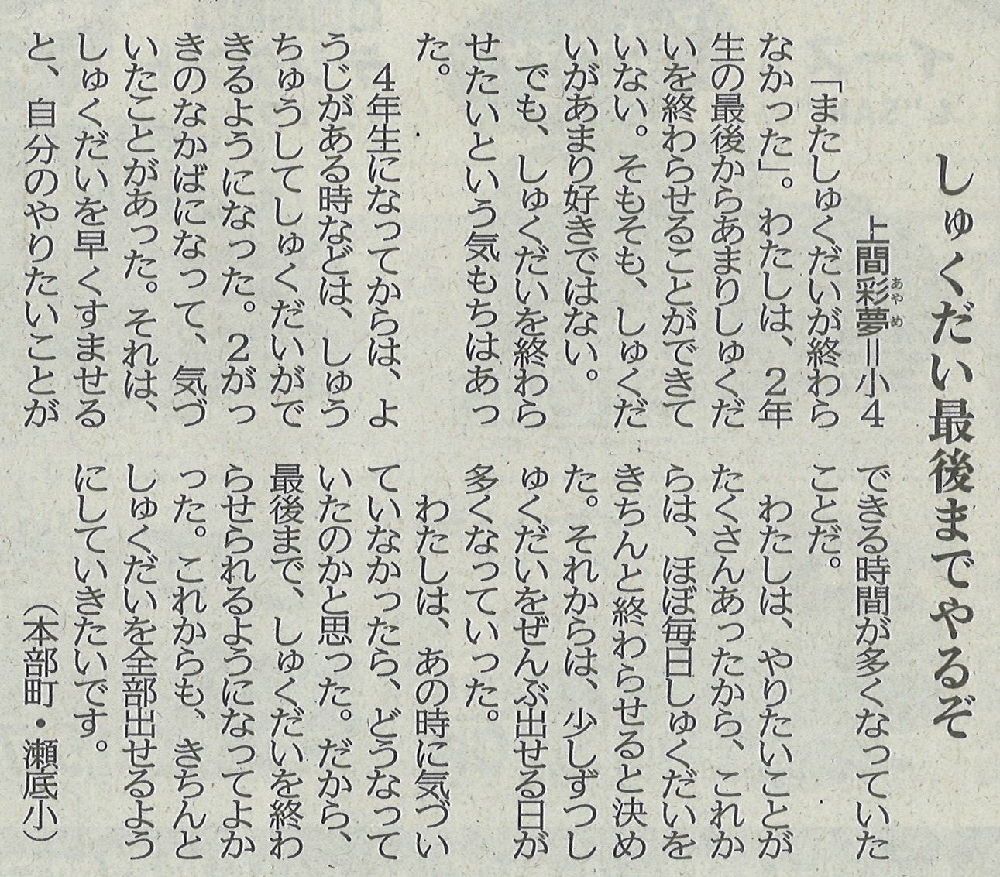 しゅくだい最後までやるぞ
上間彩夢=小4
あやめ
「またしゅくだいが終わら
なかった」。わたしは、2年
生の最後からあまりしゅくだ
いを終わらせることができて
いない。そもそも、しゅくだ
いがあまり好きではない。
でも、しゅくだいを終わら
せたいという気もちはあっ
た。
4年生になってからは、よ
うじがある時などは、しゅう
ちゅうしてしゅくだいがで
きるようになった。2がっ
きのなかばになって、気づ
いたことがあった。それは、
しゅくだいを早くすませる
と、自分のやりたいことが
できる時間が多くなっていた
ことだ。
わたしは、やりたいことが
たくさんあったから、これか
らは、ほぼ毎日しゅくだいを
きちんと終わらせると決め
た。それからは、少しずつし
ゅくだいをぜんぶ出せる日が
多くなっていった。
わたしは、あの時に気づい
ていなかったら、どうなって
いたのかと思った。だから、
最後まで、しゅくだいを終わ
らせられるようになってよか
った。これからも、きちんと
しゅくだいを全部出せるよう
にしていきたいです。
(本部町・瀬底小)